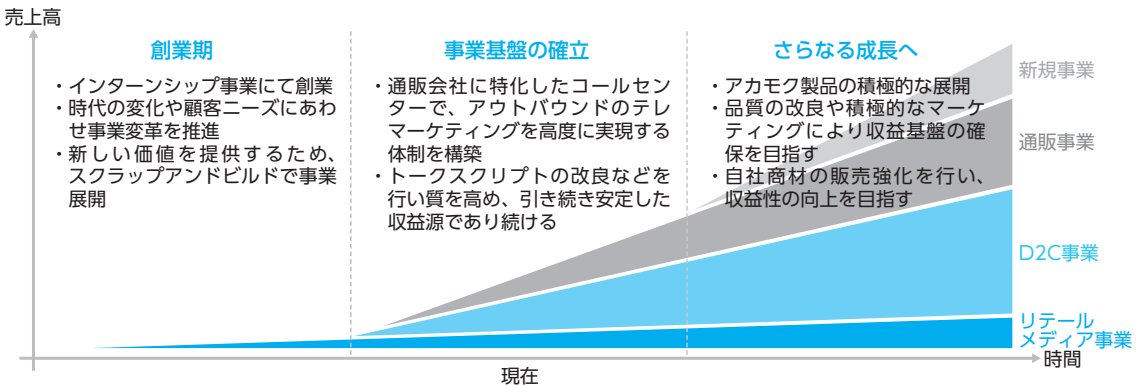 売上高
創業期
・インターンシップ事業にて創業
・時代の変化や顧客ニーズにあわ
せ事業変革を推進
・新しい価値を提供するため、
スクラップアンドビルドで事業
展開
事業基盤の確立
・通販会社に特化したコールセン
ターで、アウトバウンドのテレ
マーケティングを高度に実現する
体制を構築
・トークスクリプトの改良などを
行い質を高め、引き続き安定した
収益源であり続ける
さらなる成長へ
・アカモク製品の積極的な展開
・品質の改良や積極的なマーケ
ティングにより収益基盤の確
保を目指す
・自社商材の販売強化を行い、
収益性の向上を目指す
新規事業
通販事業
D2C事業
リテール
メディア事業
時間
現在